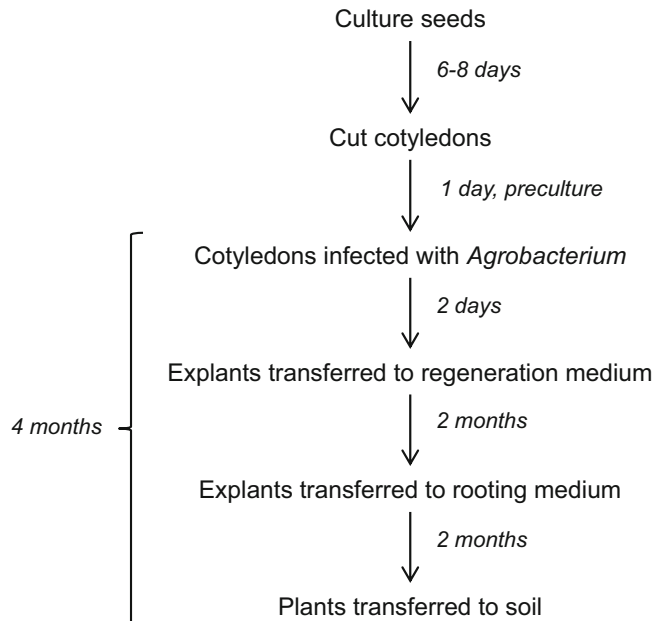 Culture seeds
6-8 days
Cut cotyledons
1 day, preculture
Cotyledons infected with Agrobacterium
2 days
Explants transferred to regeneration medium
4 months
2 months
Explants transferred to rooting medium
2 months
Plants transferred to soil